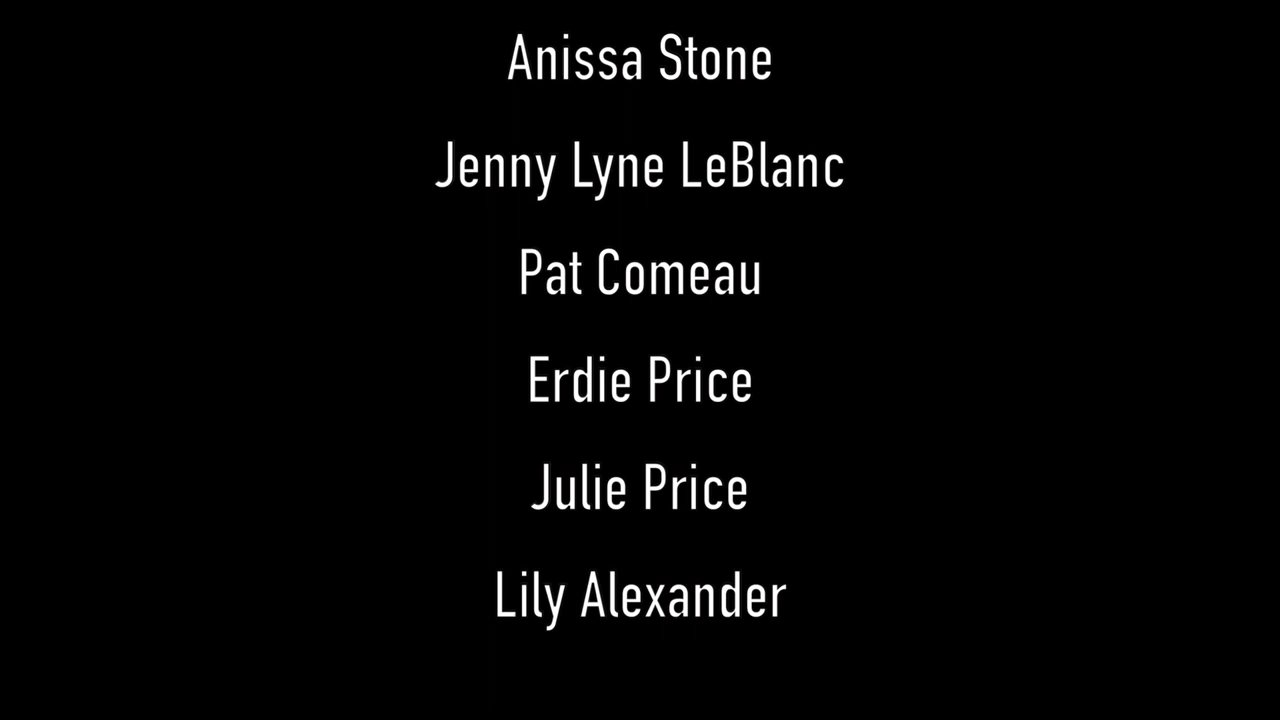 Anissa Stone
Jenny Lyne LeBlanc
Pat Comeau
Erdie Price
Julie Price
Lily Alexander